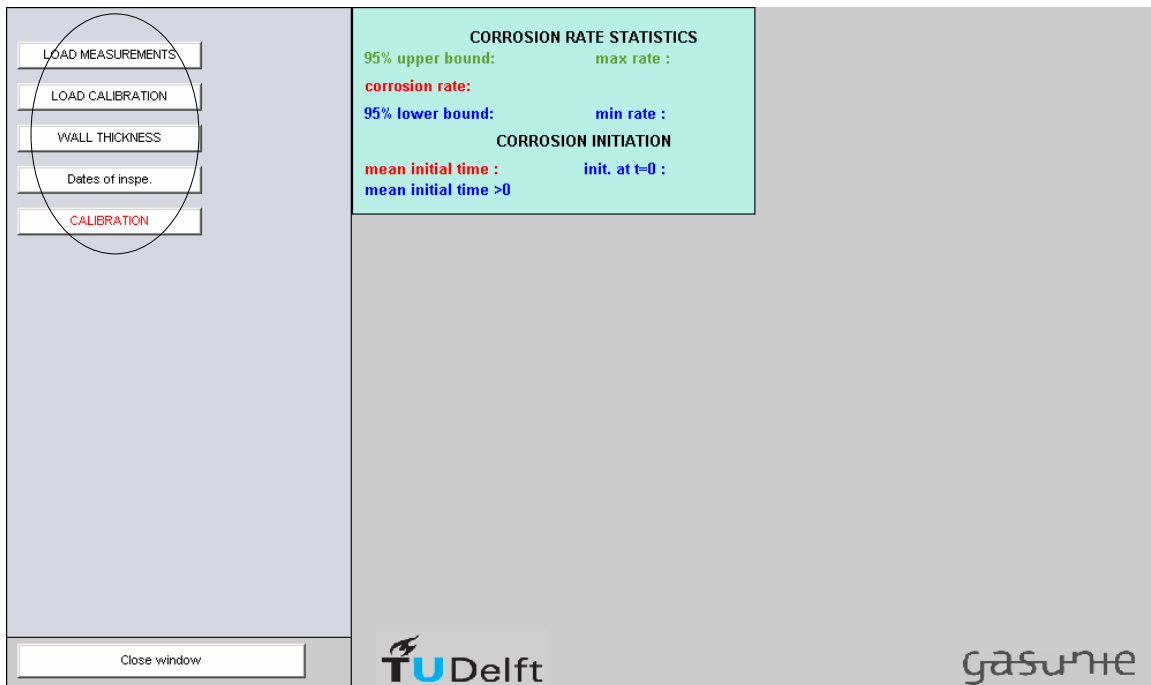 LOAD MEASUREMENTS
LOAD CALIBRATION
WALL THICKNESS
Dates of inspe.
CALIBRATION
Close window
CORROSION RATE STATISTICS
95% upper bound: max rate :
corrosion rate:
95% lower bound: min rate :
CORROSION INITIATION
mean initial time : init. at t=0 :
mean initial time >0
TUDelft
gasunie